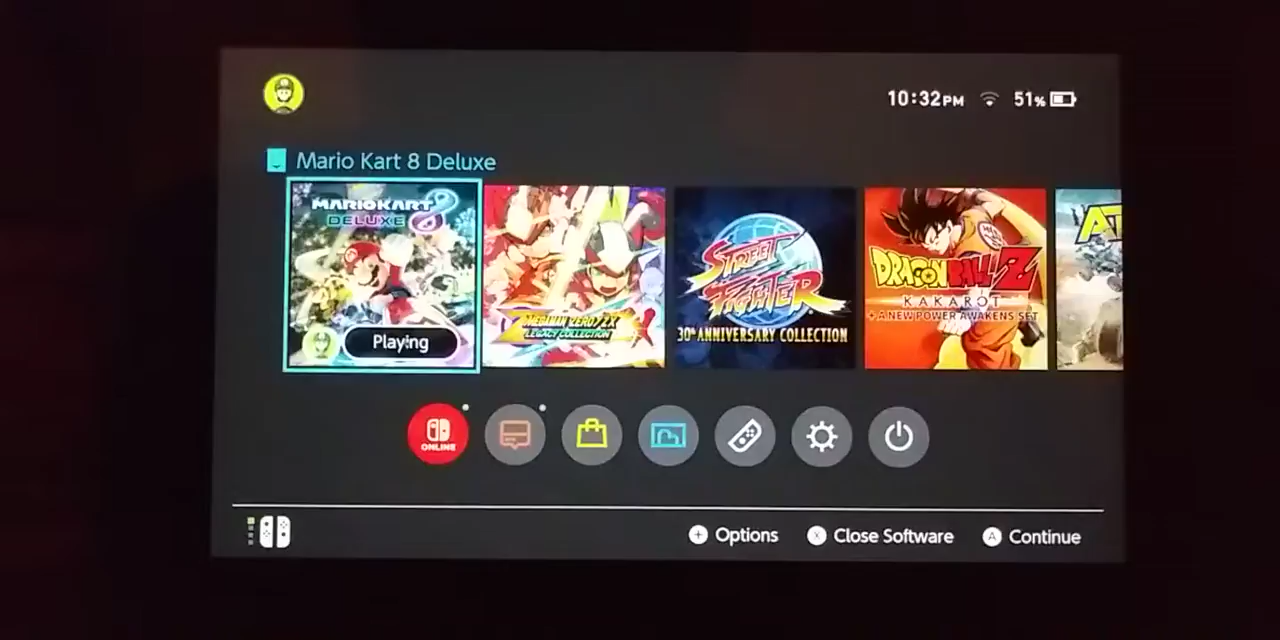 10:32PM 51%
Mario Kart 8 Deluxe
MARIOKART 8
DELUXE
Playing
MEGAMAN ZERO/ZX
LEGACY COLLECTION
STREET
FIGHTER
30th ANNIVERSARY COLLECTION
DRAGON BALL Z
KAKAROT
+ A NEW POWER AWAKENS SET
AT
ONLINE
+ Options X Close Software A Continue